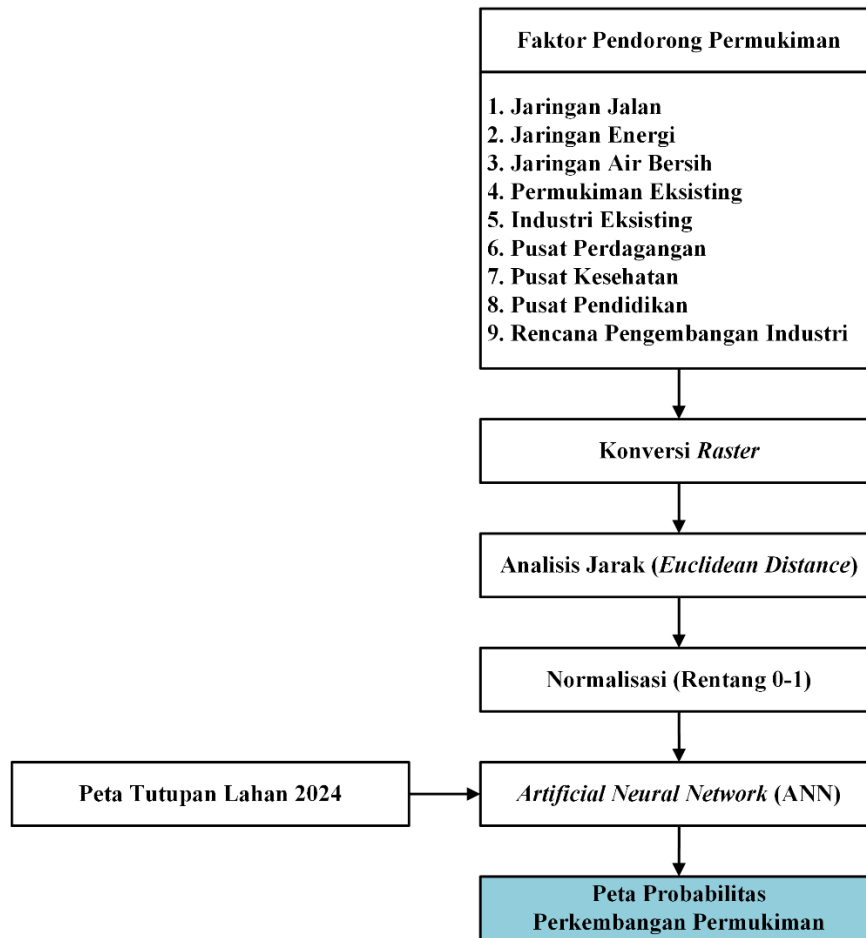 Faktor Pendorong Permukiman
1. Jaringan Jalan
2. Jaringan Energi
3. Jaringan Air Bersih
4. Permukiman Eksisting
5. Industri Eksisting
6. Pusat Perdagangan
7. Pusat Kesehatan
8. Pusat Pendidikan
9. Rencana Pengembangan Industri
Konversi Raster
Analisis Jarak (Euclidean Distance)
Normalisasi (Rentang 0-1)
Peta Tutupan Lahan 2024
Artificial Neural Network (ANN)
Peta Probabilitas
Perkembangan Permukiman